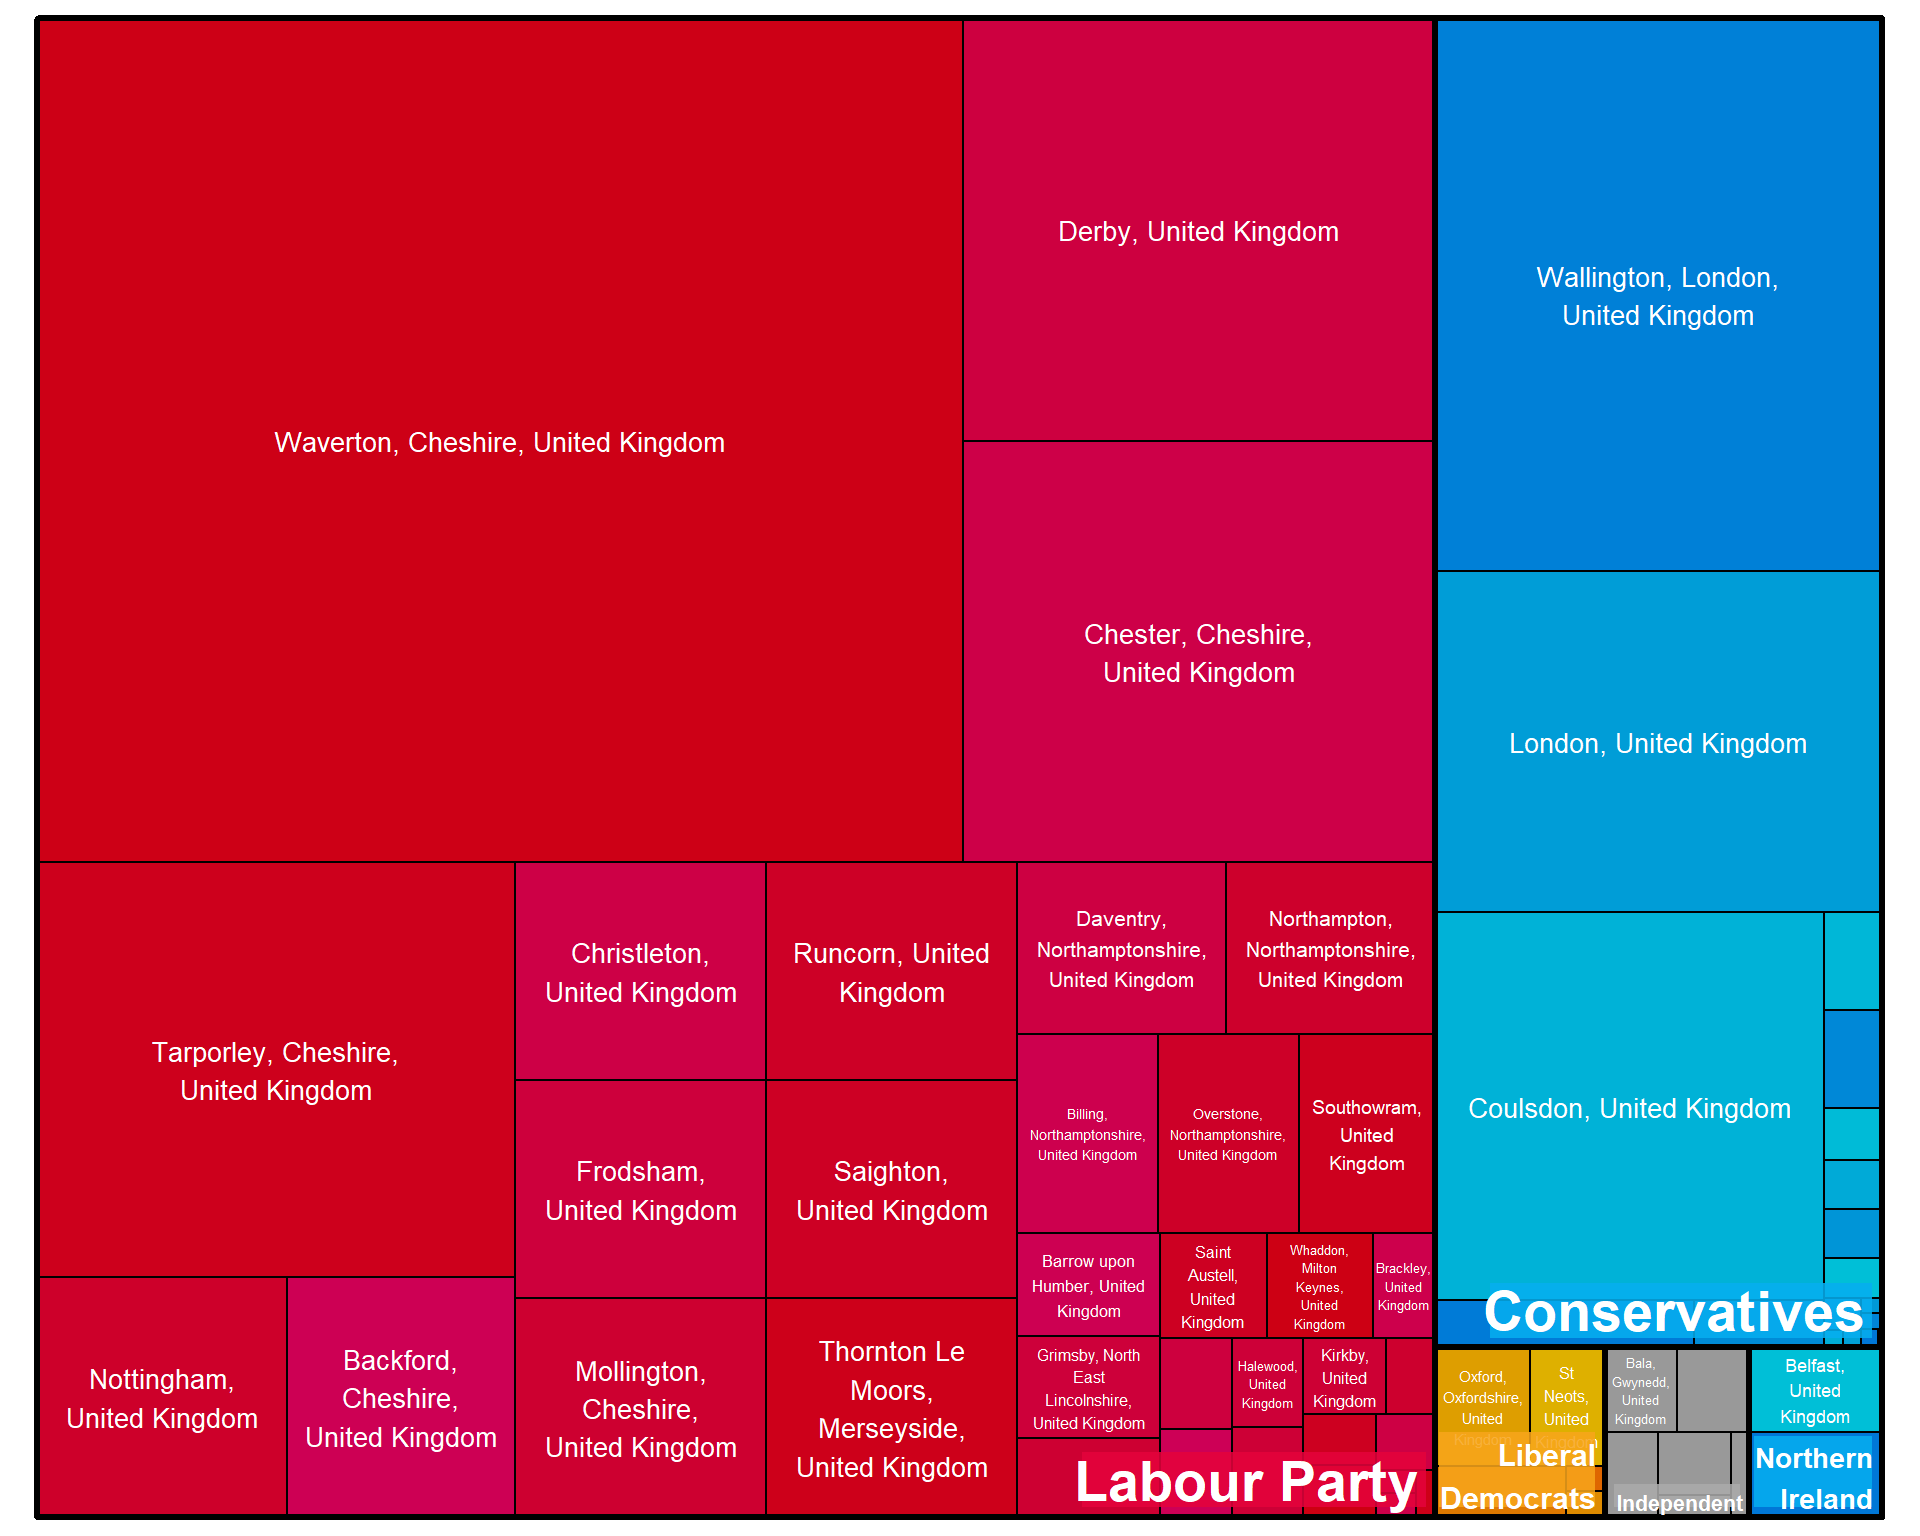 Waverton, Cheshire, United Kingdom
Derby, United Kingdom
Chester, Cheshire,
United Kingdom
Wallington, London,
United Kingdom
London, United Kingdom
Coulsdon, United Kingdom
Tarporley, Cheshire,
United Kingdom
Nottingham,
United Kingdom
Backford,
Cheshire,
United Kingdom
Christleton,
United Kingdom
Runcorn, United
Kingdom
Frodsham,
United Kingdom
Saighton,
United Kingdom
Mollington,
Cheshire,
United Kingdom
Thornton Le
Moors,
Merseyside,
United Kingdom
Daventry,
Northamptonshire,
United Kingdom
Northampton,
Northamptonshire,
United Kingdom
Billing,
Northamptonshire,
United Kingdom
Overstone,
Northamptonshire,
United Kingdom
Southowram,
United
Kingdom
Barrow upon
Humber, United
Kingdom
Saint
Austell,
United
Kingdom
Whaddon,
Milton
Keynes,
United
Kingdom
Brackley,
United
Kingdom
Grimsby, North
East
Lincolnshire,
United Kingdom
Halewood,
United
Kingdom
Kirkby,
United
Kingdom
Labour Party
Conservatives
Oxford,
Oxfordshire,
United
Kingdom
St
Neots,
United
Kingdom
Liberal
Democrats
Bala,
Gwynedd,
United
Kingdom
Independent
Belfast,
United
Kingdom
Northern
Ireland